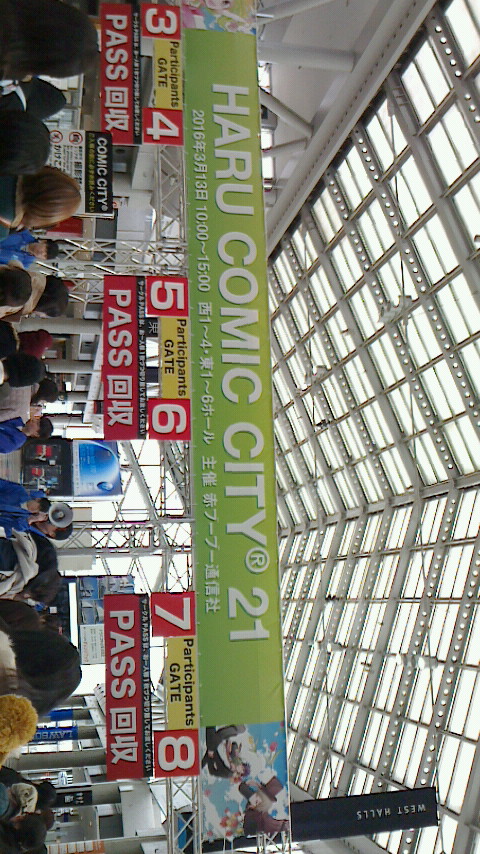 HARU COMIC CITY® 21
2016年3月13日 10:00〜15:00 西1〜4・東1〜6ホール 主催 赤ブーブー通信社
3 Participants GATE 4
PASS 回収
COMIC CITY®
5 Participants GATE 6
PASS 回収
7 Participants GATE 8
PASS 回収
WEST HALLS
LAWSON